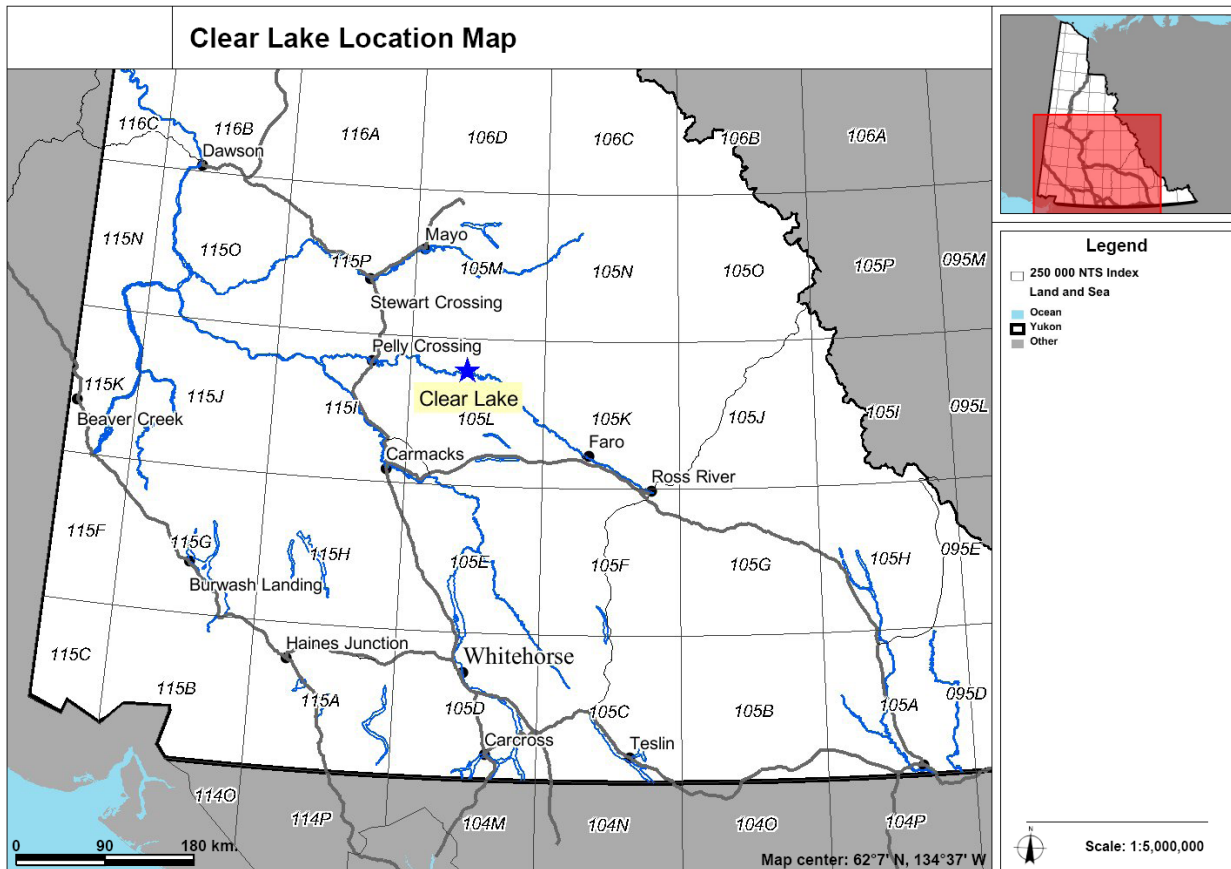 Clear Lake Location Map
116C
116B
116A
106D
106C
106B
106A
Dawson
115N
115O
115P
Mayo
105M
105N
105O
105P
095M
Stewart Crossing
Pelly Crossing
115K
115J
115I
Clear Lake
105L
105K
105J
105I
095L
Beaver Creek
Carmacks
Faro
Ross River
115F
115G
115H
105E
105F
105G
105H
095E
Burwash Landing
Haines Junction
Whitehorse
115C
115B
115A
105D
105C
105B
105A
095D
Carcross
Teslin
114O
114P
104M
104N
104O
104P
0 90 180 km.
Map center: 62°7' N, 134°37' W
Legend
250 000 NTS Index
Land and Sea
Ocean
Yukon
Other
N
Scale: 1:5,000,000